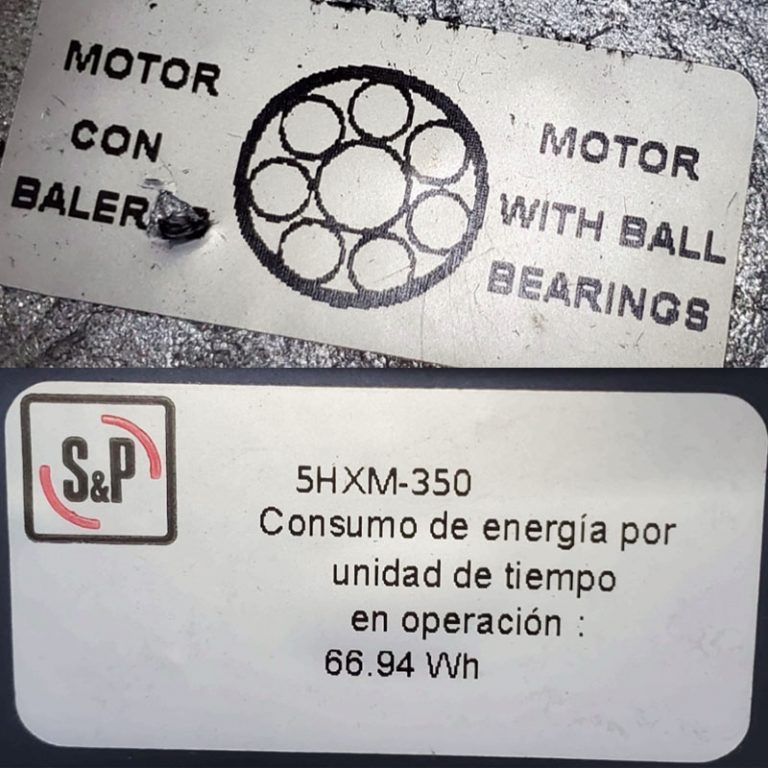 MOTOR
CON
MOTOR
WITH BALL
BEARINGS
S&P
5HXM-350
Consumo de energía por
unidad de tiempo
en operación :
66.94 Wh